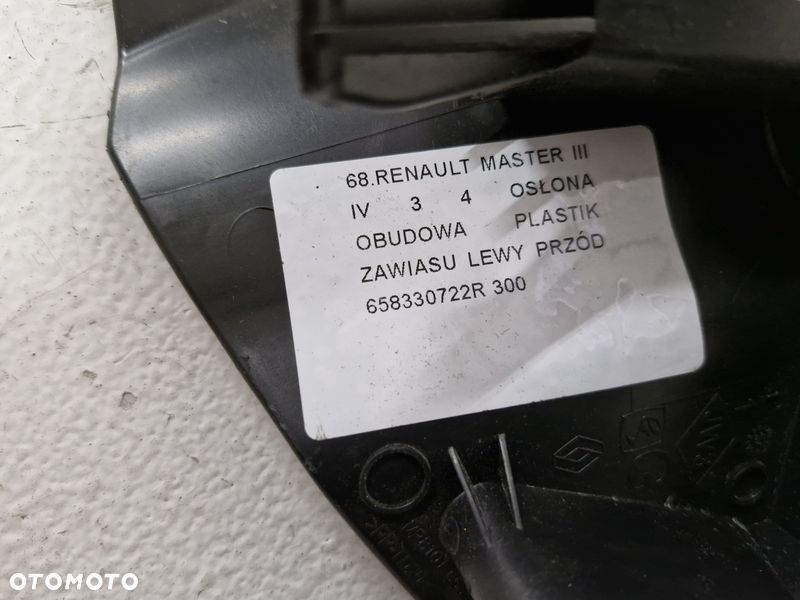 68.RENAULT MASTER III
IV 3 4 OSŁONA
OBUDOWA PLASTIK
ZAWIASU LEWY PRZÓD
658330722R 300
OTOMOTO